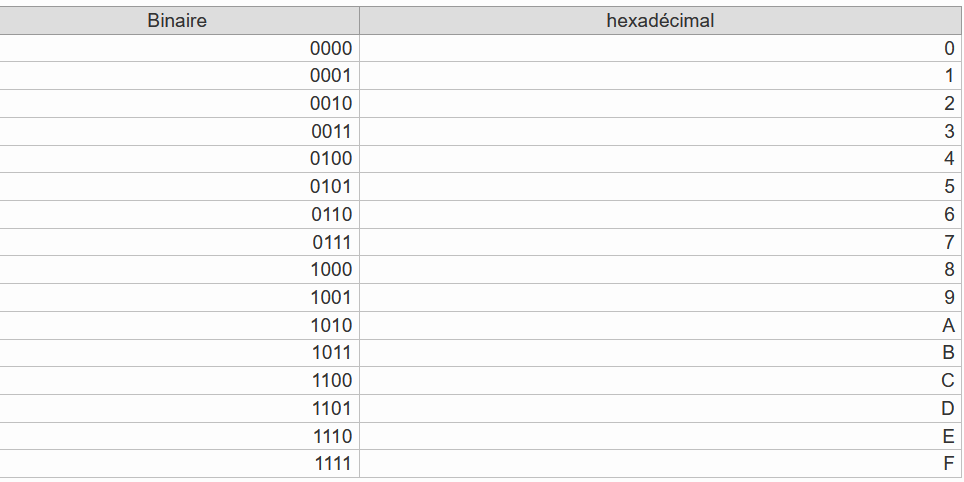 Binaire hexadécimal
0000 0
0001 1
0010 2
0011 3
0100 4
0101 5
0110 6
0111 7
1000 8
1001 9
1010 A
1011 B
1100 C
1101 D
1110 E
1111 F